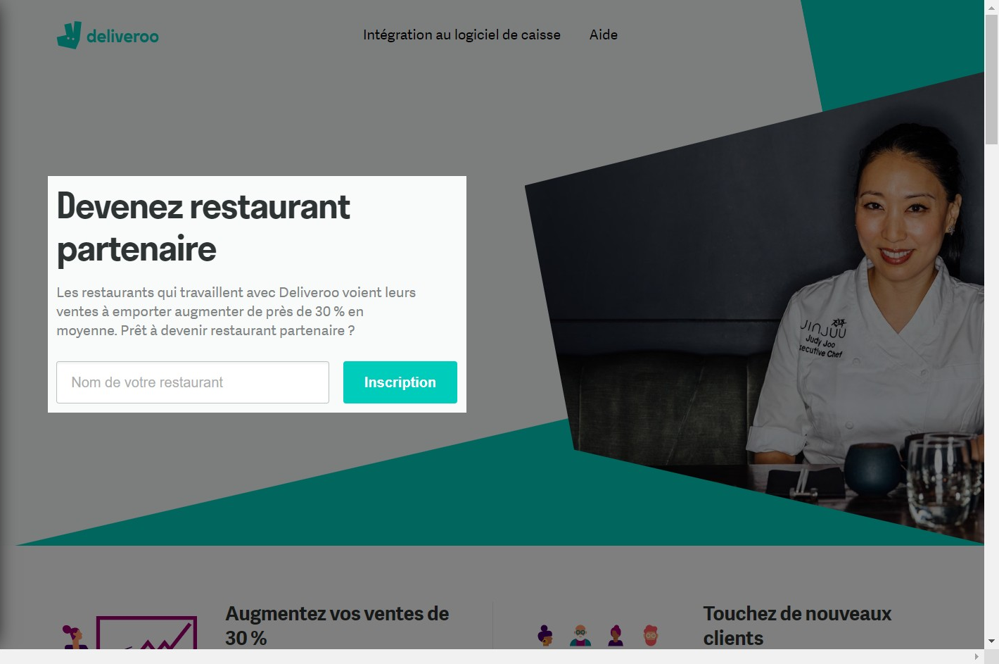 deliveroo
Intégration au logiciel de caisse
Aide
Devenez restaurant
partenaire
Les restaurants qui travaillent avec Deliveroo voient leurs
ventes à emporter augmenter de près de 30 % en
moyenne. Prêt à devenir restaurant partenaire ?
Nom de votre restaurant
Inscription
JINJUU
Judy Joo
Executive Chef
Augmentez vos ventes de
30 %
Touchez de nouveaux
clients